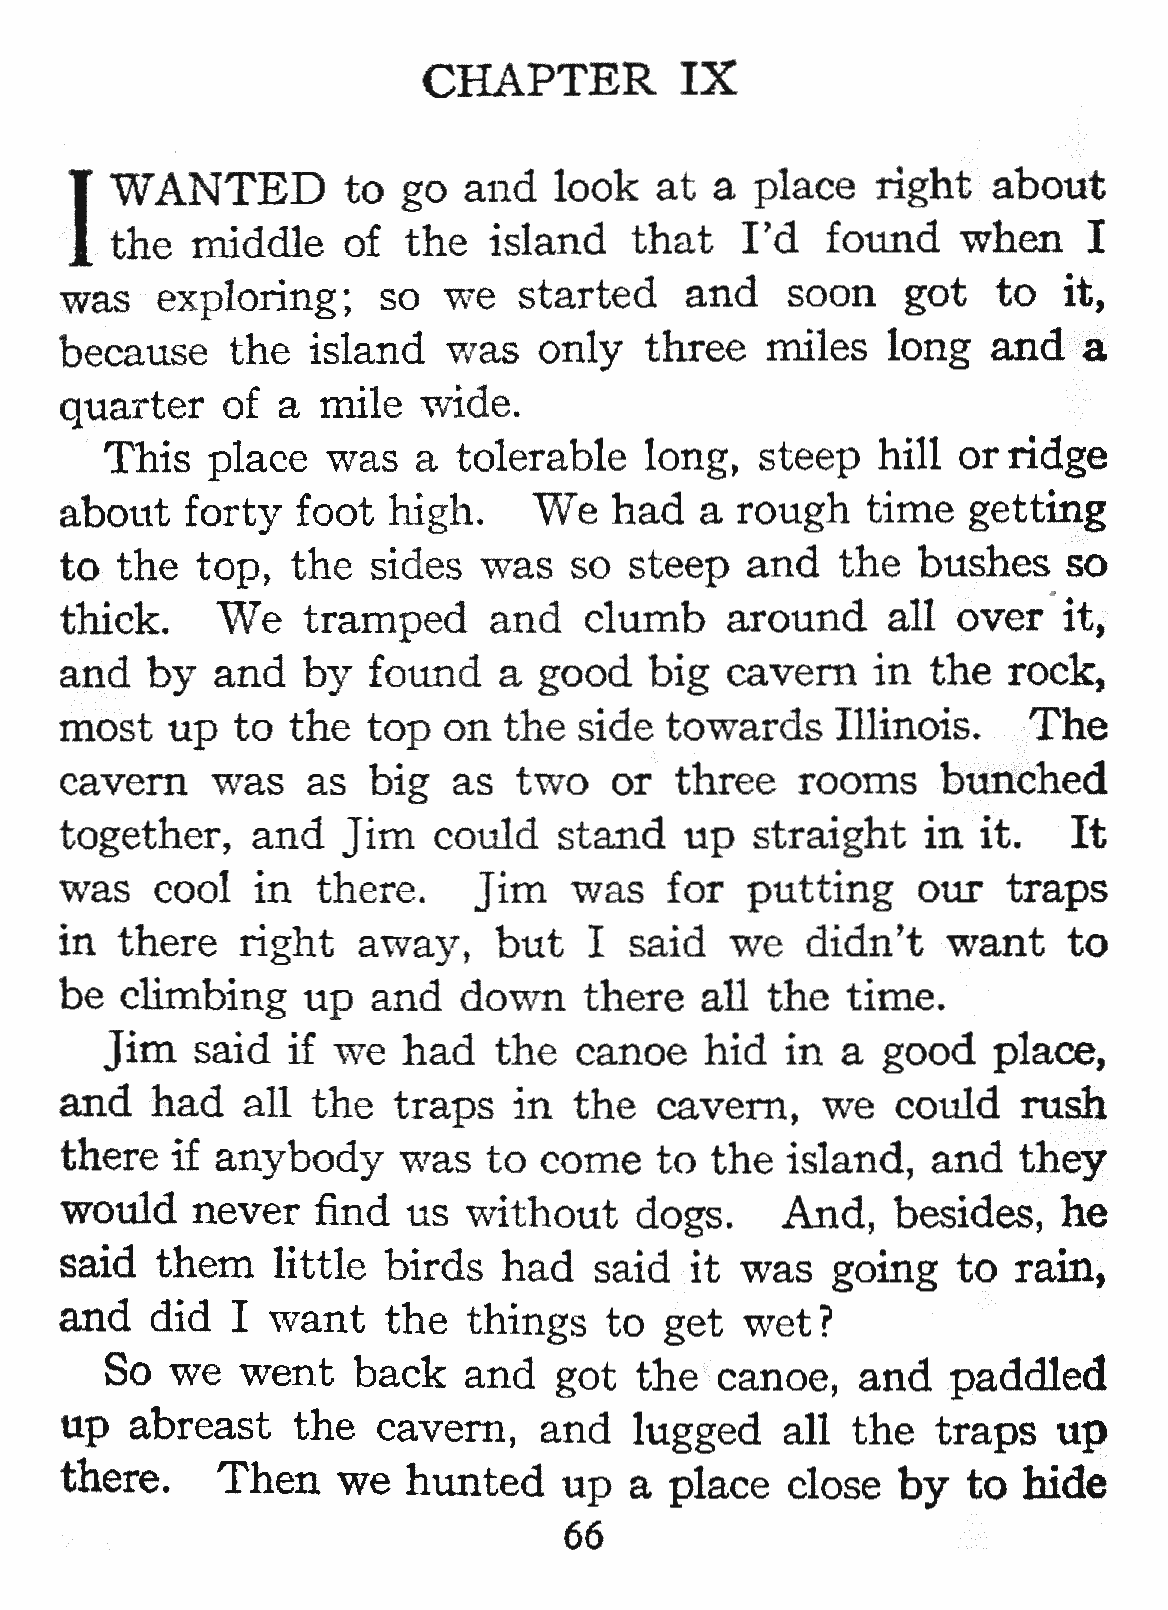 CHAPTER IX
I WANTED to go and look at a place right about
the middle of the island that I'd found when I
was exploring; so we started and soon got to it,
because the island was only three miles long and a
quarter of a mile wide.
This place was a tolerable long, steep hill or ridge
about forty foot high. We had a rough time getting
to the top, the sides was so steep and the bushes so
thick. We tramped and clumb around all over it,
and by and by found a good big cavern in the rock,
most up to the top on the side towards Illinois. The
cavern was as big as two or three rooms bunched
together, and Jim could stand up straight in it. It
was cool in there. Jim was for putting our traps
in there right away, but I said we didn't want to
be climbing up and down there all the time.
Jim said if we had the canoe hid in a good place,
and had all the traps in the cavern, we could rush
there if anybody was to come to the island, and they
would never find us without dogs. And, besides, he
said them little birds had said it was going to rain,
and did I want the things to get wet?
So we went back and got the canoe, and paddled
up abreast the cavern, and lugged all the traps up
there. Then we hunted up a place close by to hide
66